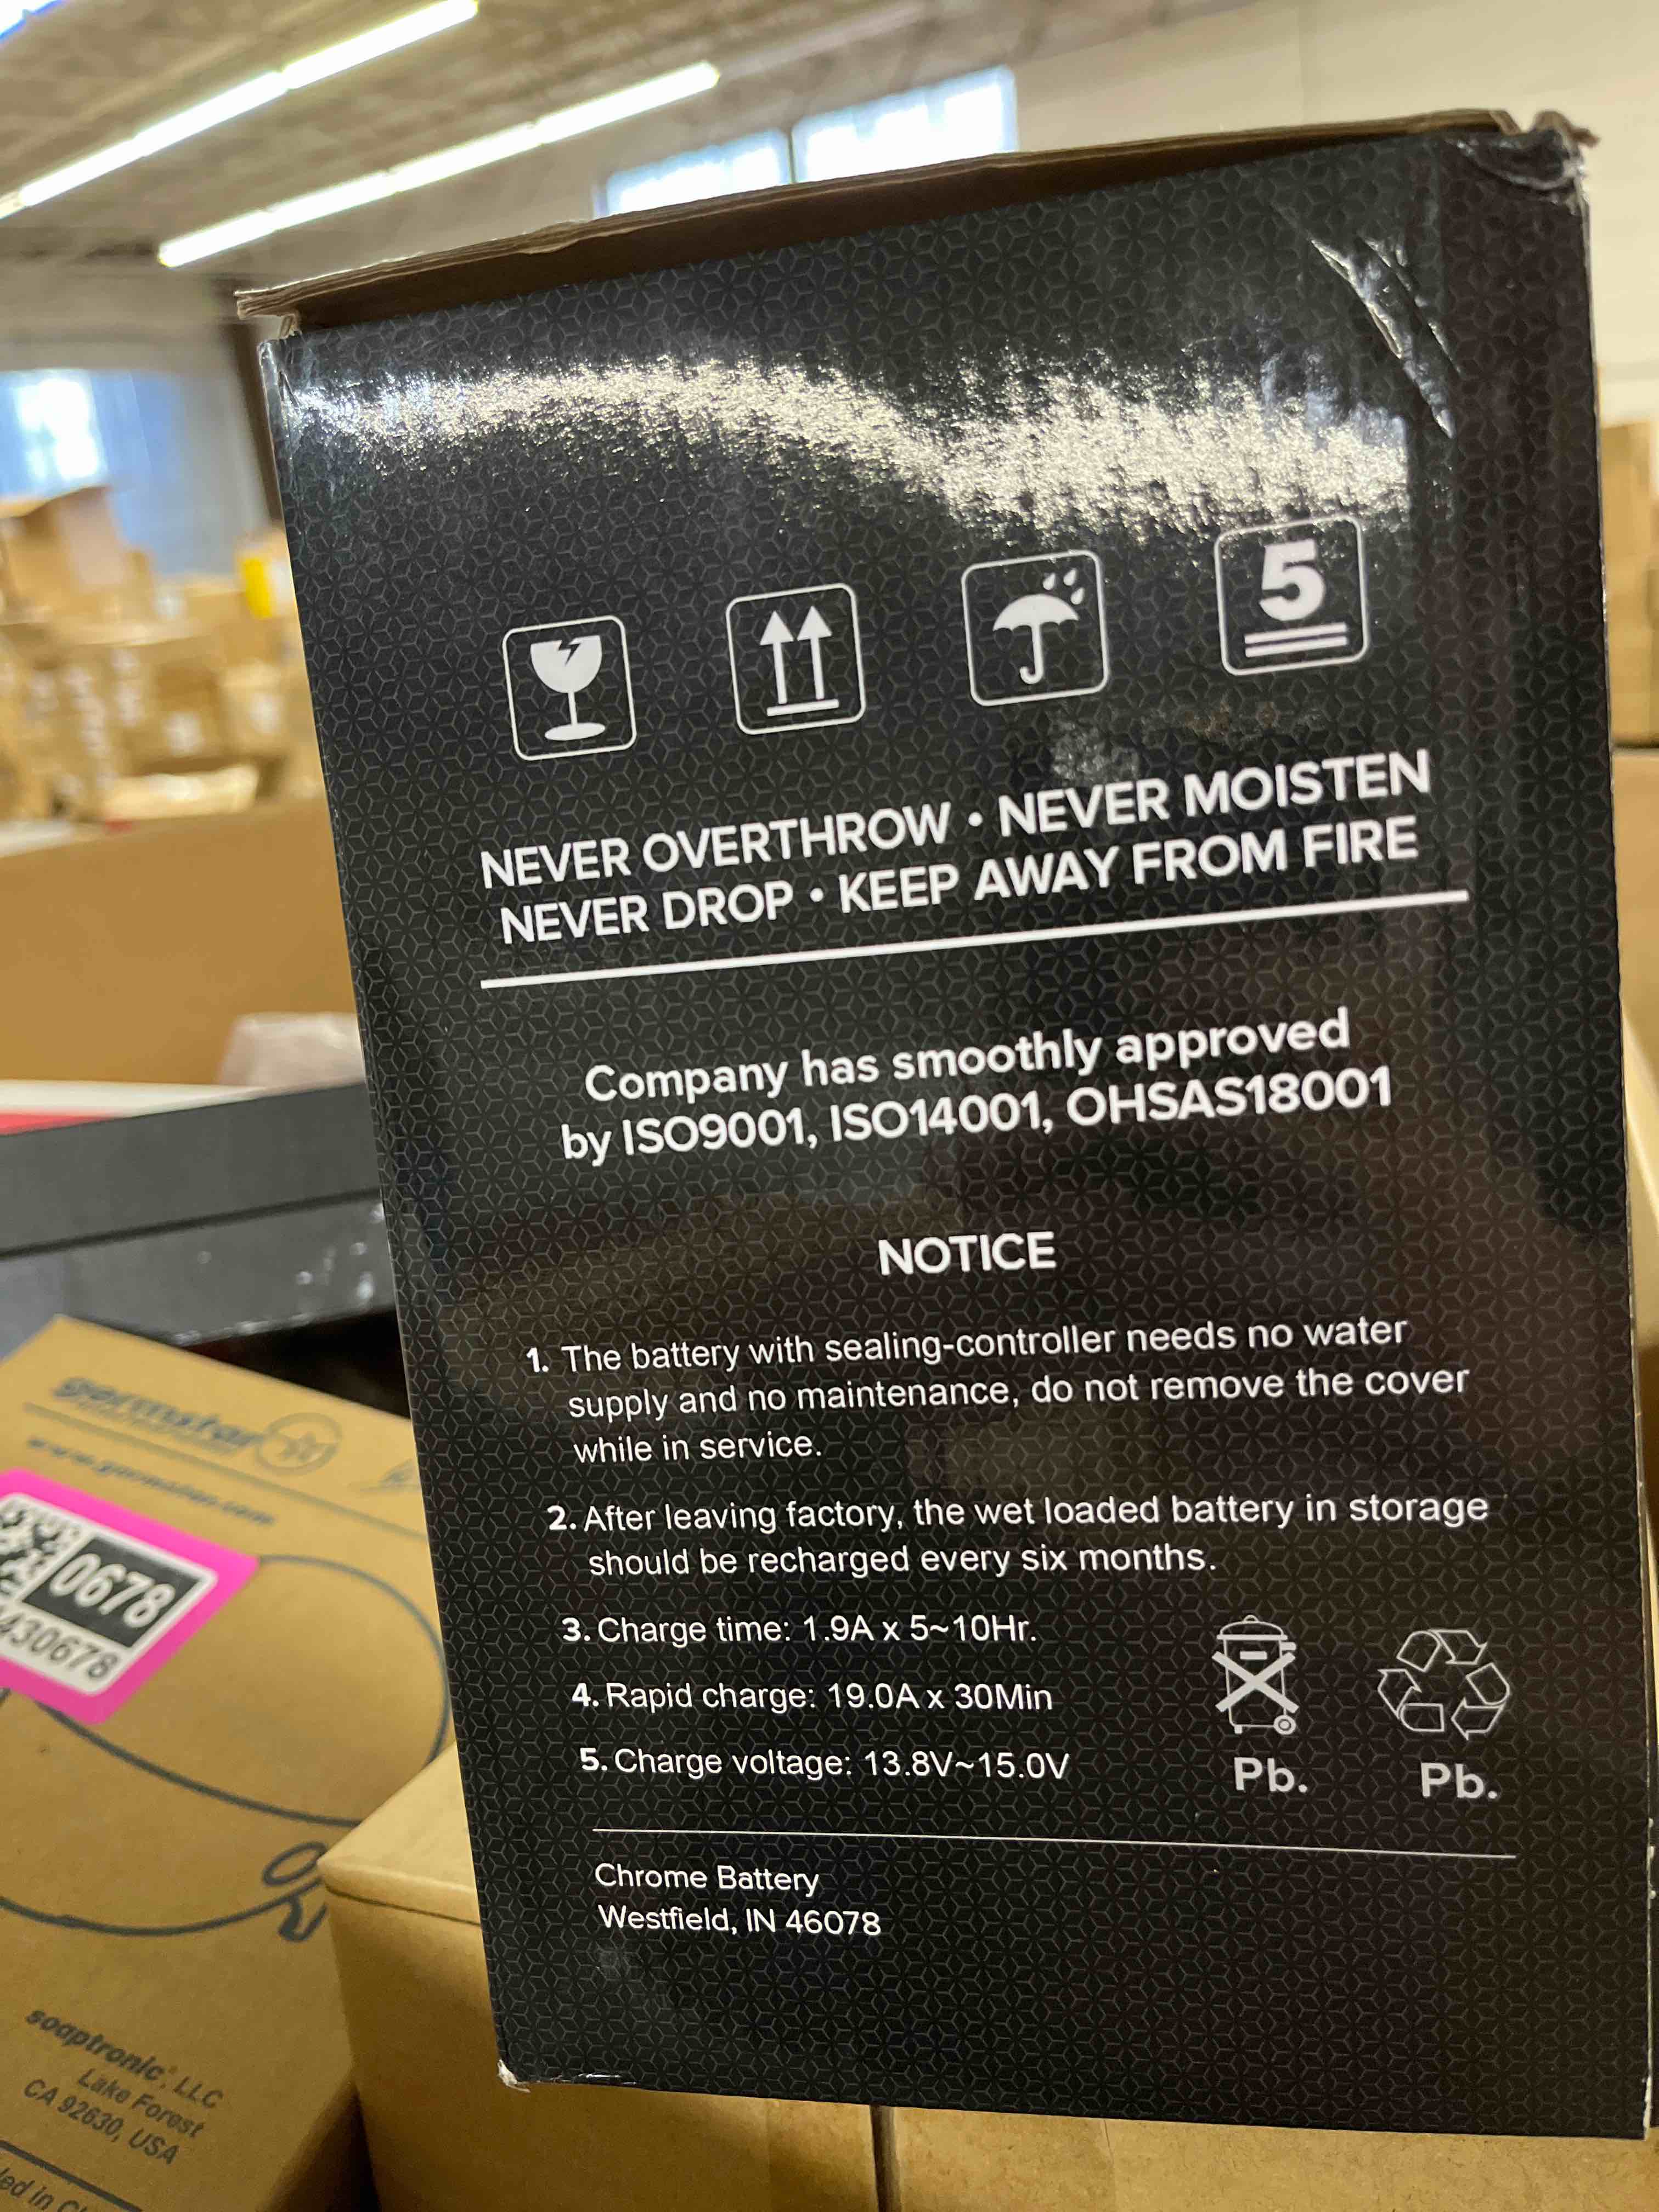 5
NEVER OVERTHROW • NEVER MOISTEN
NEVER DROP • KEEP AWAY FROM FIRE
Company has smoothly approved
by ISO9001, ISO14001, OHSAS18001
NOTICE
1. The battery with sealing-controller needs no water
supply and no maintenance, do not remove the cover
while in service.
2. After leaving factory, the wet loaded battery in storage
should be recharged every six months.
3. Charge time: 1.9A x 5~10Hr.
4. Rapid charge: 19.0A x 30Min
5. Charge voltage: 13.8V~15.0V
Pb.
Pb.
Chrome Battery
Westfield, IN 46078
germstar
www.germstar.com
0678
430678
soaptronic, LLC
Lake Forest
CA 92630, USA